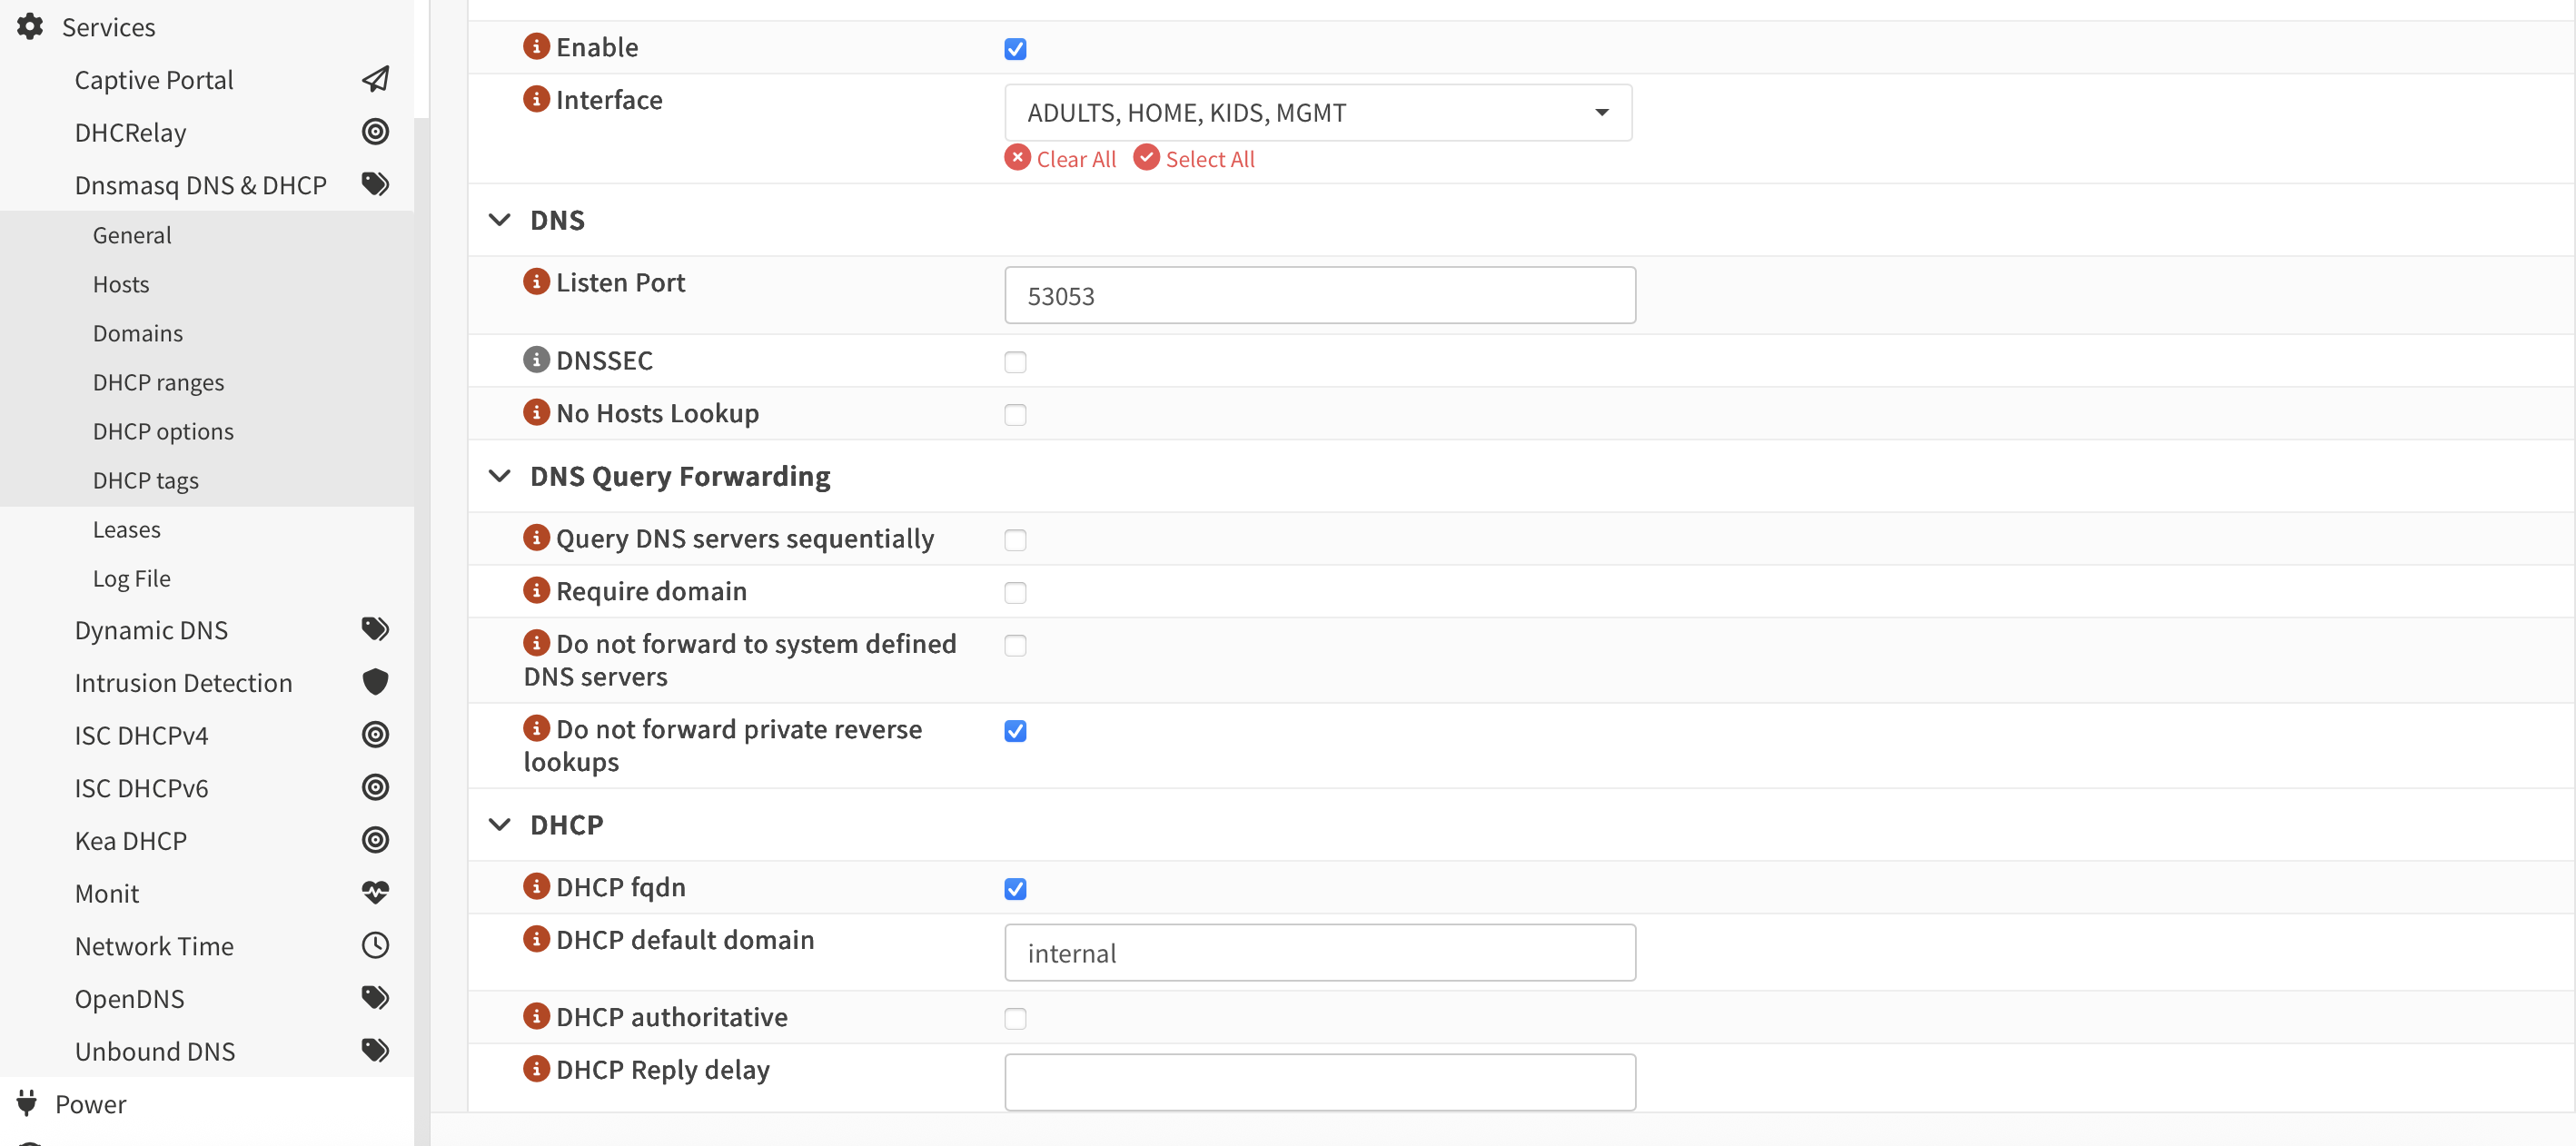 Services
Captive Portal
DHCRelay
Dnsmasq DNS & DHCP
General
Hosts
Domains
DHCP ranges
DHCP options
DHCP tags
Leases
Log File
Dynamic DNS
Intrusion Detection
ISC DHCPv4
ISC DHCPv6
Kea DHCP
Monit
Network Time
OpenDNS
Unbound DNS
Power
Enable
Interface
ADULTS, HOME, KIDS, MGMT
Clear All Select All
DNS
Listen Port
53053
DNSSEC
No Hosts Lookup
DNS Query Forwarding
Query DNS servers sequentially
Require domain
Do not forward to system defined
DNS servers
Do not forward private reverse
lookups
DHCP
DHCP fqdn
DHCP default domain
internal
DHCP authoritative
DHCP Reply delay